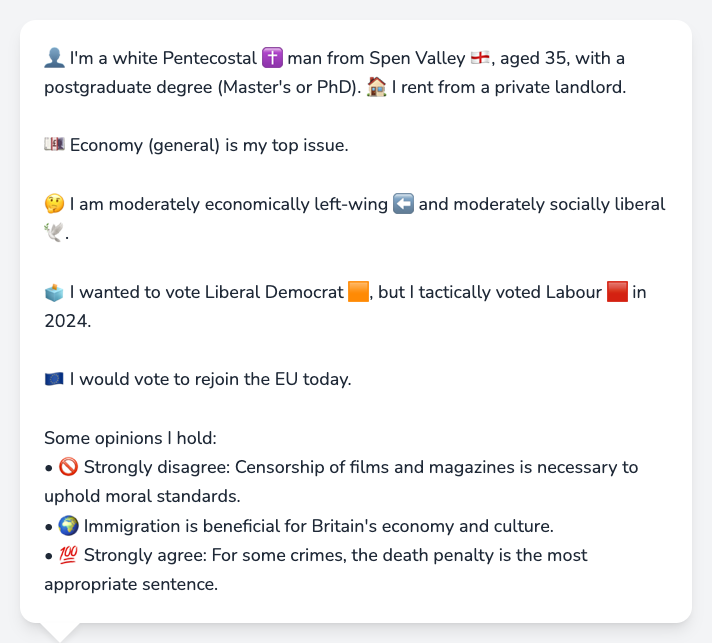 👤 I'm a white Pentecostal ✝️ man from Spen Valley 🏴󠁧󠁢󠁥󠁮󠁧󠁿, aged 35, with a
postgraduate degree (Master's or PhD). 🏠 I rent from a private landlord.
💷 Economy (general) is my top issue.
🤔 I am moderately economically left-wing ⬅️ and moderately socially liberal
🕊️.
🗳️ I wanted to vote Liberal Democrat 🟧, but I tactically voted Labour 🟥 in
2024.
🇪🇺 I would vote to rejoin the EU today.
Some opinions I hold:
• 🚫 Strongly disagree: Censorship of films and magazines is necessary to
uphold moral standards.
• 🌍 Immigration is beneficial for Britain's economy and culture.
• 💯 Strongly agree: For some crimes, the death penalty is the most
appropriate sentence.